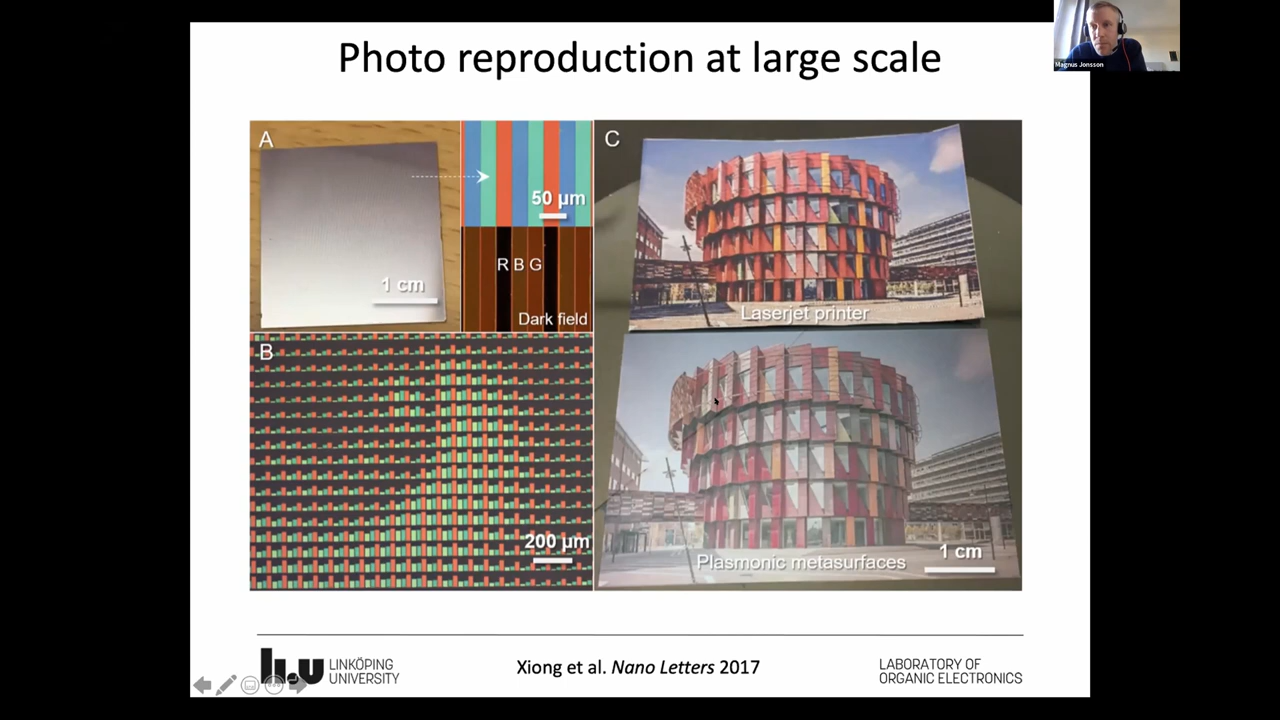 Photo reproduction at large scale
Magnus Jonsson
A
1 cm
50 µm
R B G
Dark field
B
200 µm
C
Laserjet printer
Plasmonic metasurfaces
1 cm
LiU LINKÖPING
UNIVERSITY
Xiong et al. Nano Letters 2017
LABORATORY OF
ORGANIC ELECTRONICS